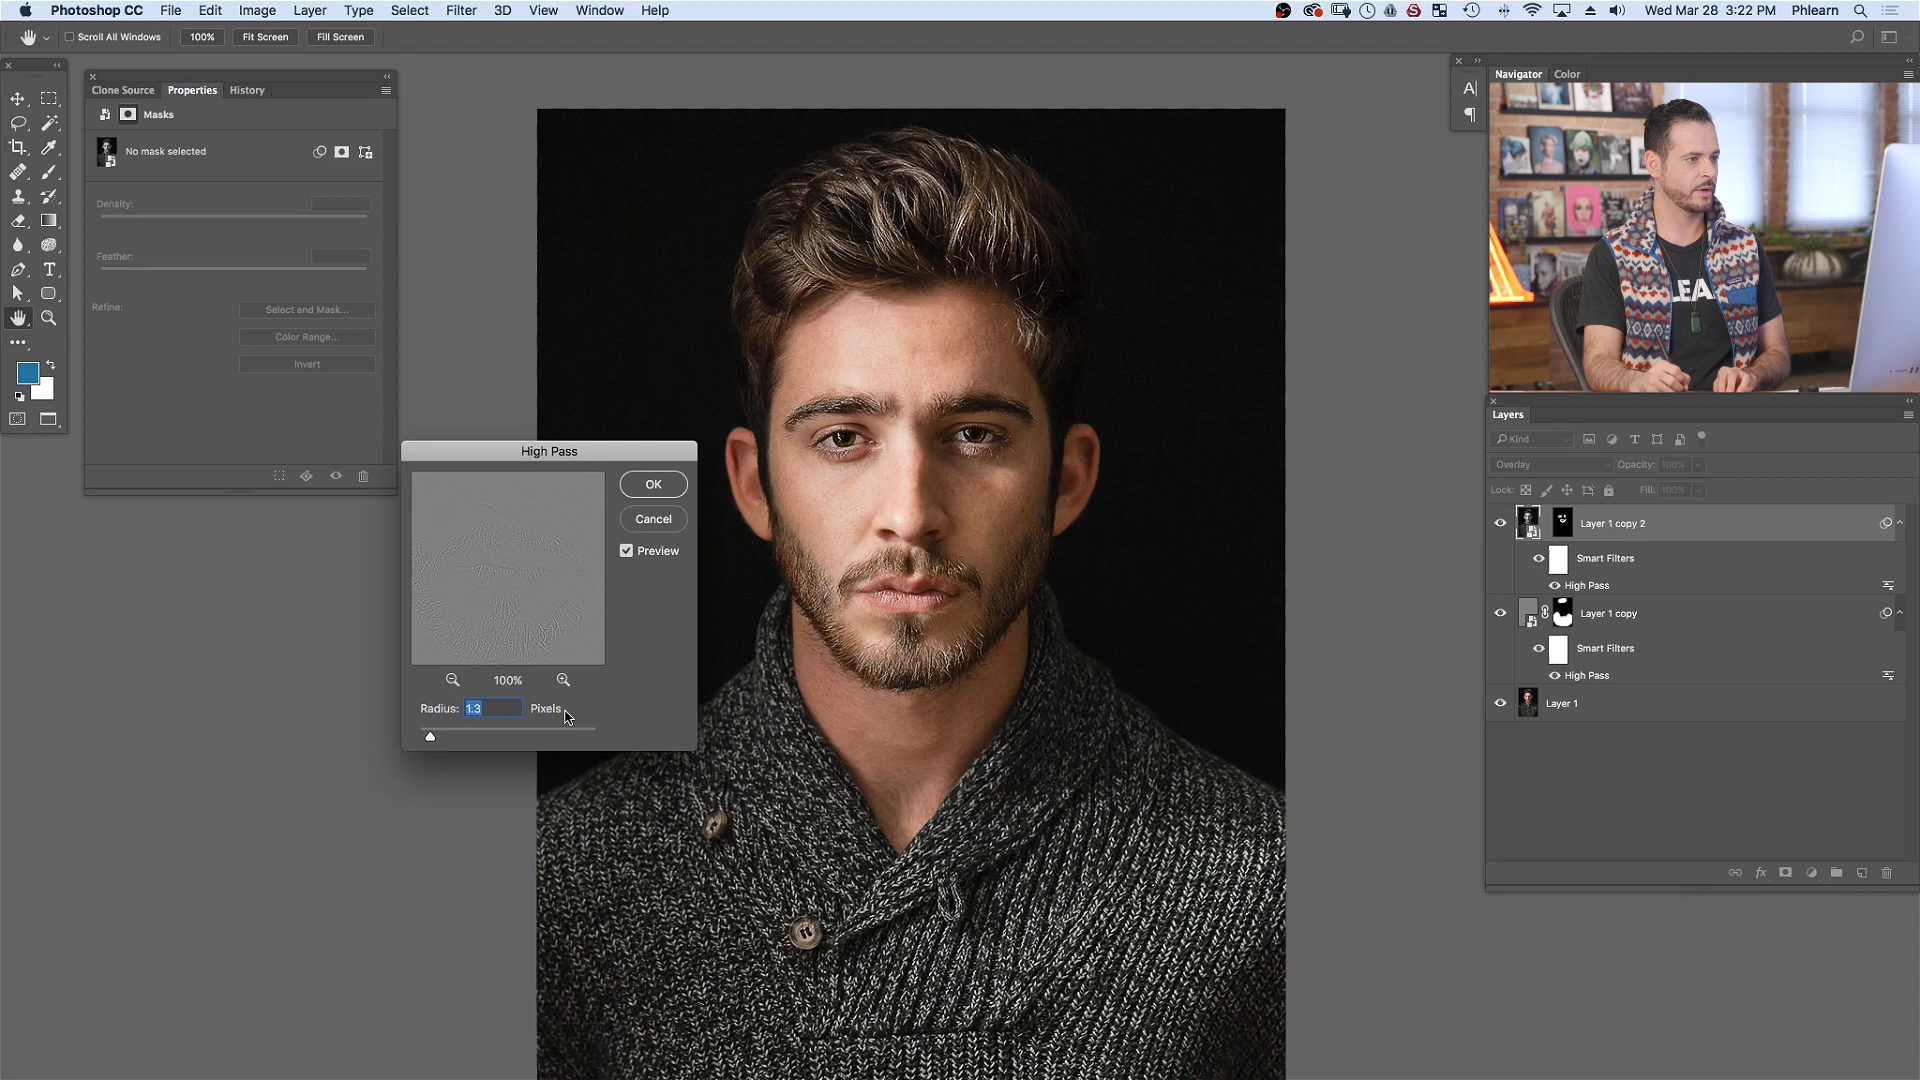 Photoshop CC File Edit Image Layer Type Select Filter 3D View Window Help Wed Mar 28 3:22 PM Phlearn
Scroll All Windows 100% Fit Screen Fill Screen
Clone Source Properties History
Masks
No mask selected
Density:
Feather:
Refine: Select and Mask...
Color Range...
Invert
High Pass
OK
Cancel
Preview
100%
Radius: 1.3 Pixels
A
Navigator Color
LEA
Layers
Kind
Overlay Opacity: 100%
Lock: Fill: 100%
Layer 1 copy 2
Smart Filters
High Pass
Layer 1 copy
Smart Filters
High Pass
Layer 1
fx